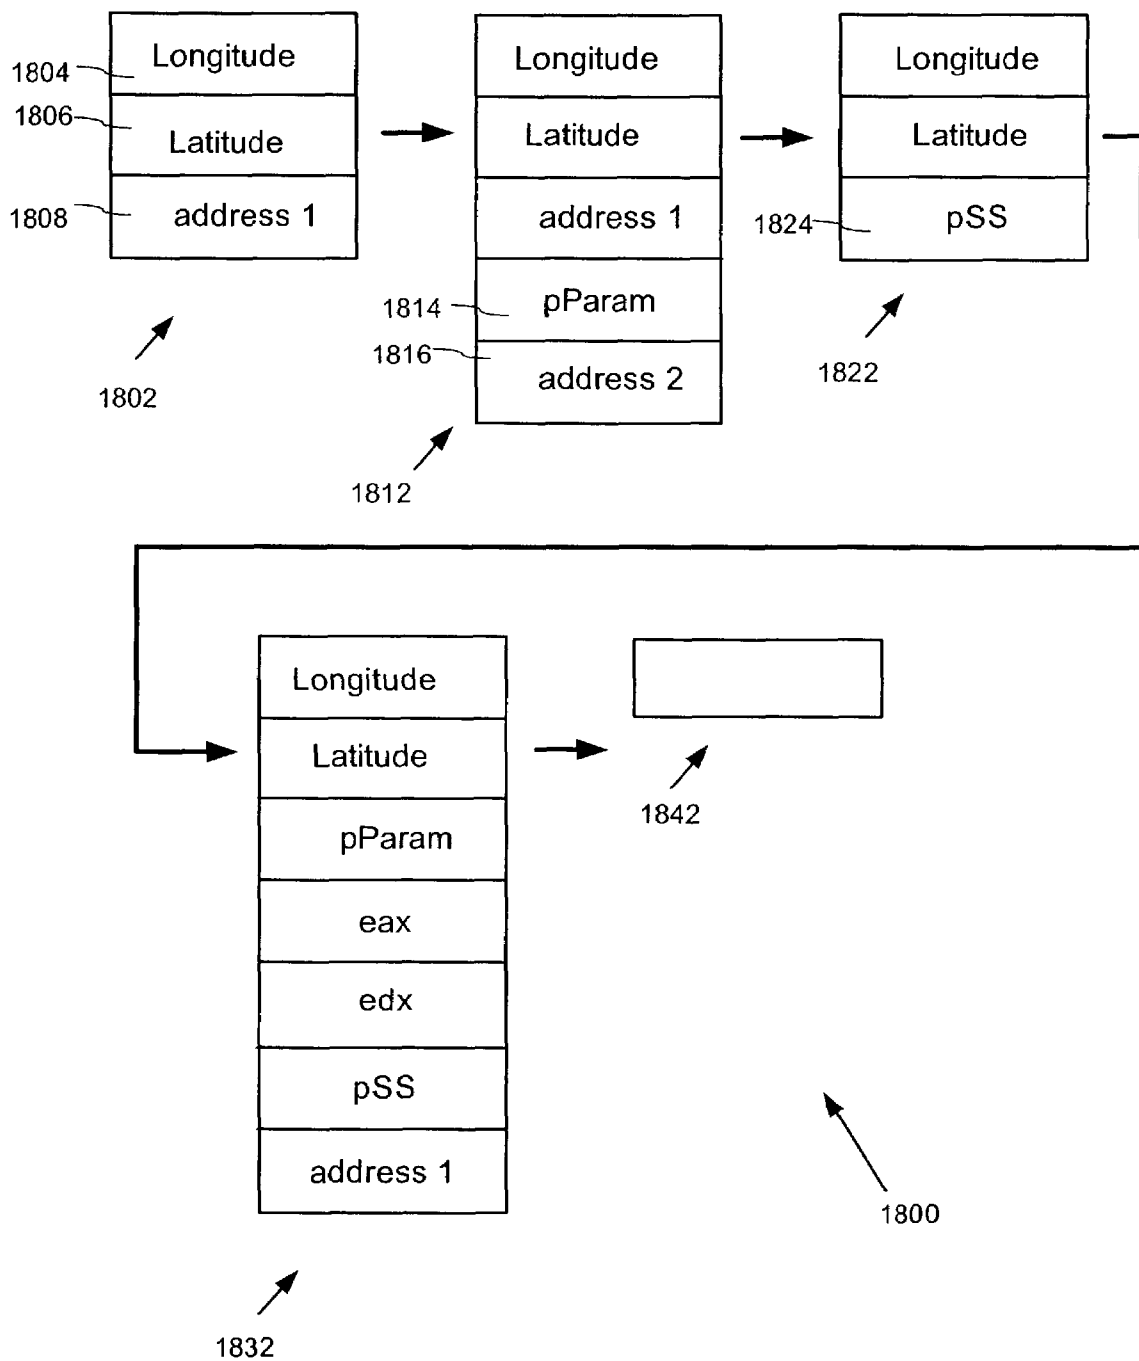 1804
Longitude
1806
Latitude
1808
address 1
1802
Longitude
Latitude
address 1
1814
pParam
1816
address 2
1812
Longitude
Latitude
1824
pSS
1822
Longitude
Latitude
pParam
eax
edx
pSS
address 1
1832
1842
1800